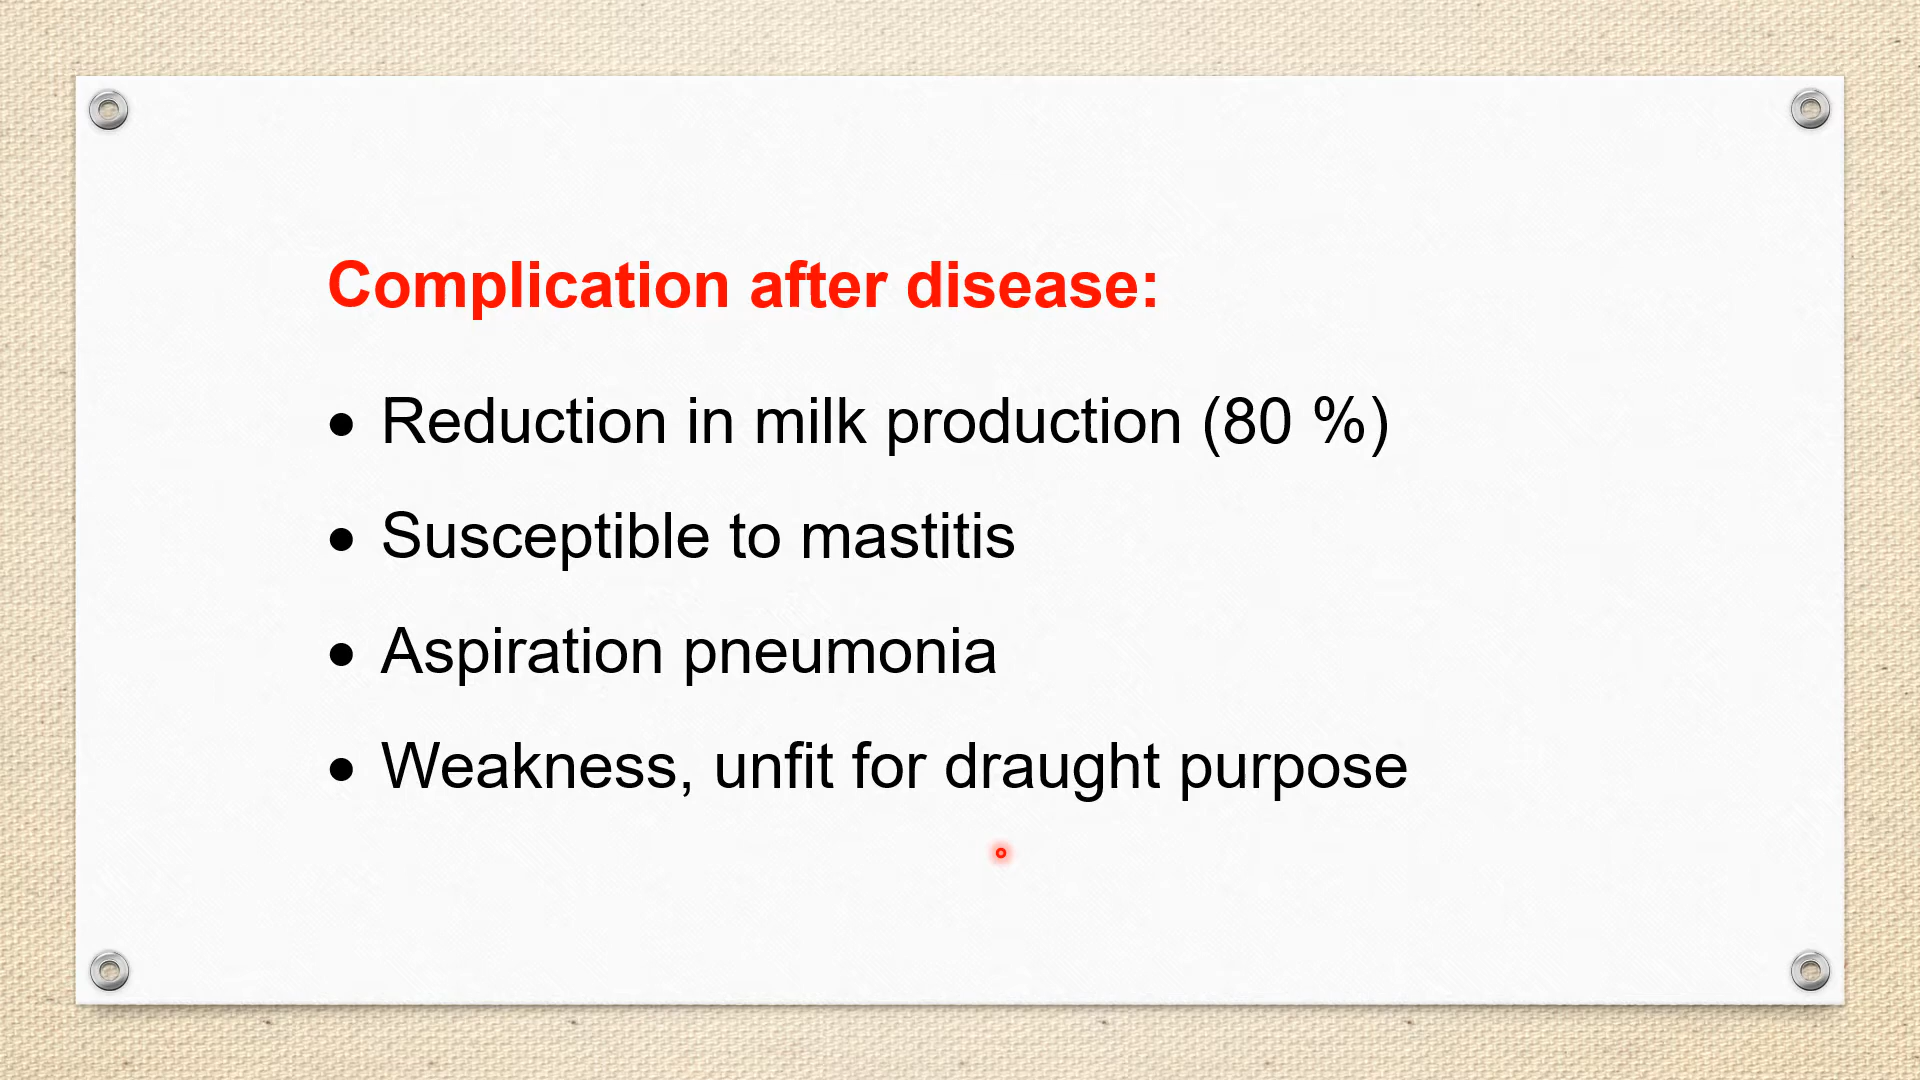 Complication after disease:
• Reduction in milk production (80 %)
• Susceptible to mastitis
• Aspiration pneumonia
• Weakness, unfit for draught purpose